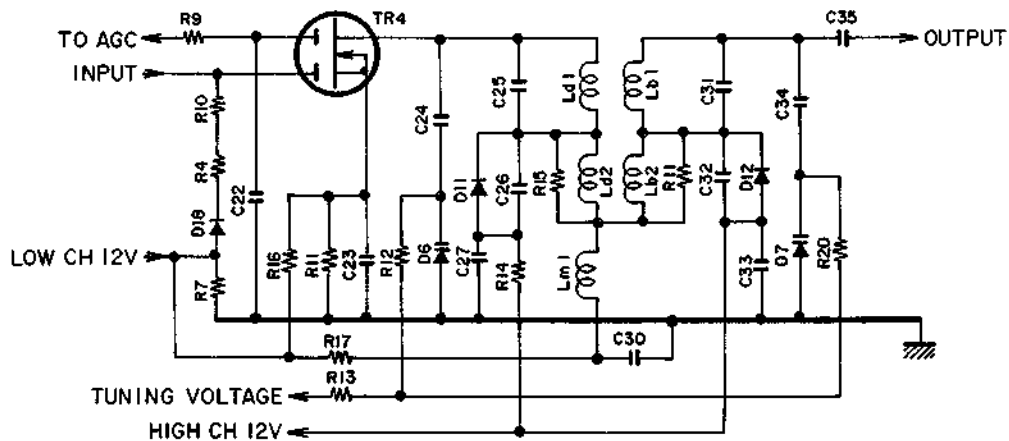 R9
TR4
C35
TO AGC
OUTPUT
INPUT
R10
C24
C25
Ld1
Lb1
C31
C34
R4
C22
D11
C26
R15
Ld2
Lb2
R11
C32
D12
D18
LOW CH 12V
R16
R11
C23
R12
D6
C27
R14
Lm1
C33
D7
R20
R7
R17
C30
R13
TUNING VOLTAGE
HIGH CH 12V